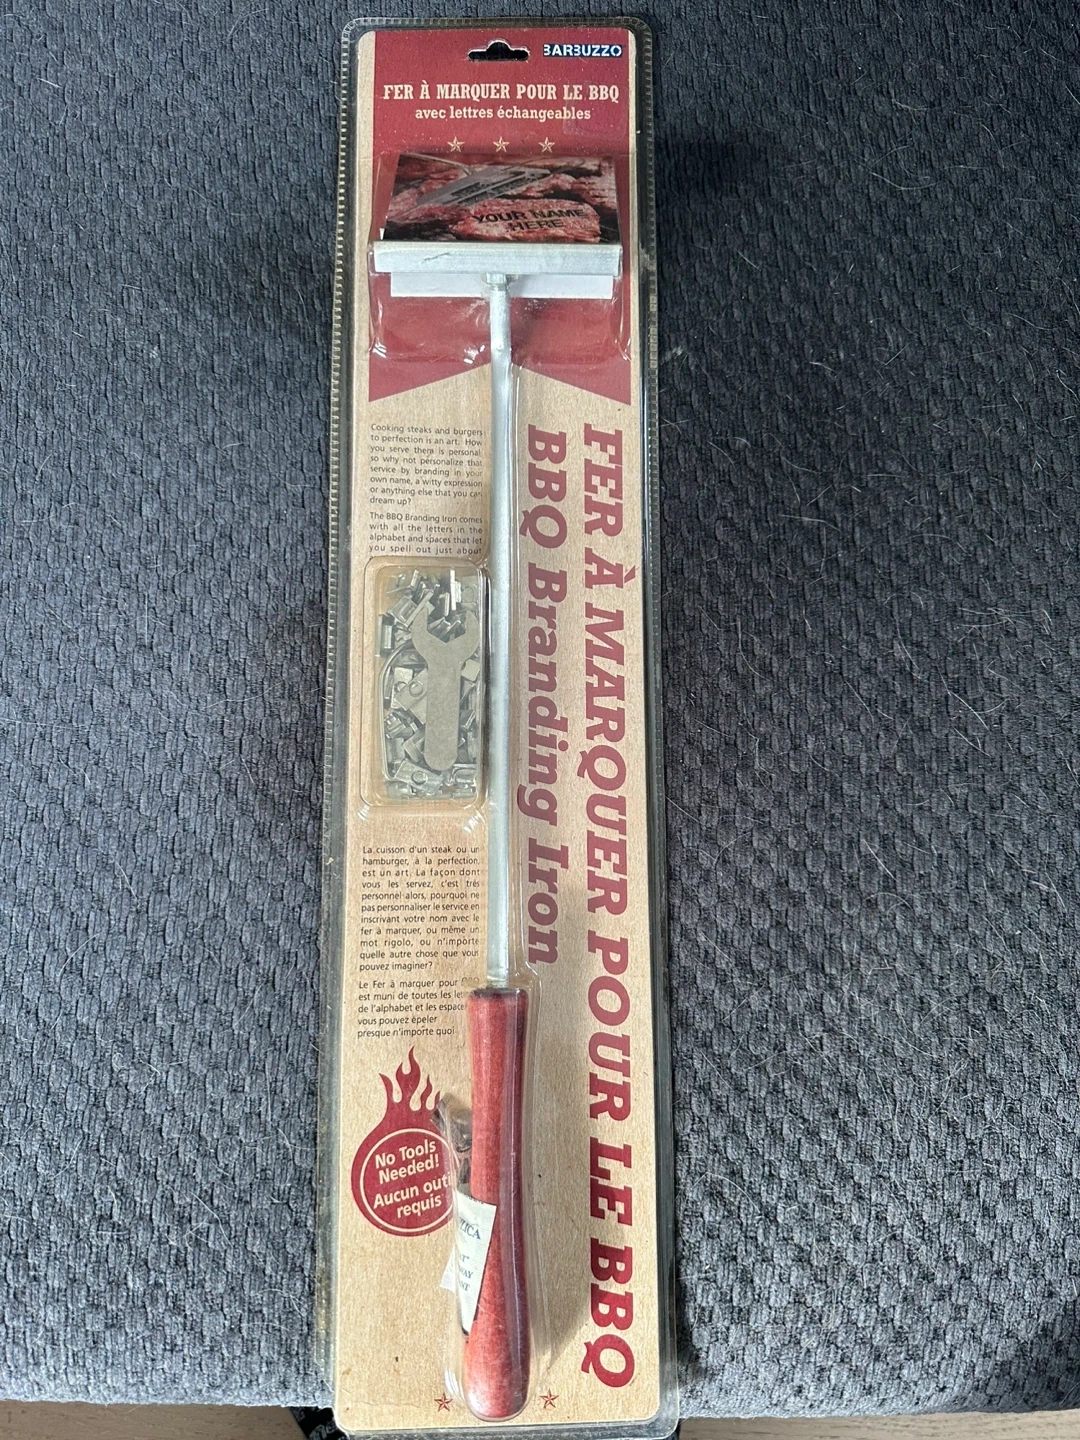 BARBUZZO
FER À MARQUER POUR LE BBQ
avec lettres échangeables
YOUR NAME
HERE
Cooking steaks and burgers
to perfection is an art. How
you serve them is personal
so why not personalize that
service by branding in your
own name, a witty expression
or anything else that you can
dream up?
The BBQ Branding Iron comes
with all the letters in the
alphabet and spaces that let
you spell out just about
FER À MARQUER POUR LE BBQ
BBQ Branding Iron
La cuisson d'un steak ou un
hamburger, à la perfection,
est un art. La façon dont
vous les servez, c'est très
personnel alors, pourquoi ne
pas personnaliser le service en
inscrivant votre nom avec le
fer à marquer, ou même un
mot rigolo, ou n'importe
quelle autre chose que vous
pouvez imaginer?
Le Fer à marquer pour BBQ
est muni de toutes les
de l'alphabet et les
vous pouvez épeler
presque n'importe quoi
No Tools
Needed!
Aucun outi
requis